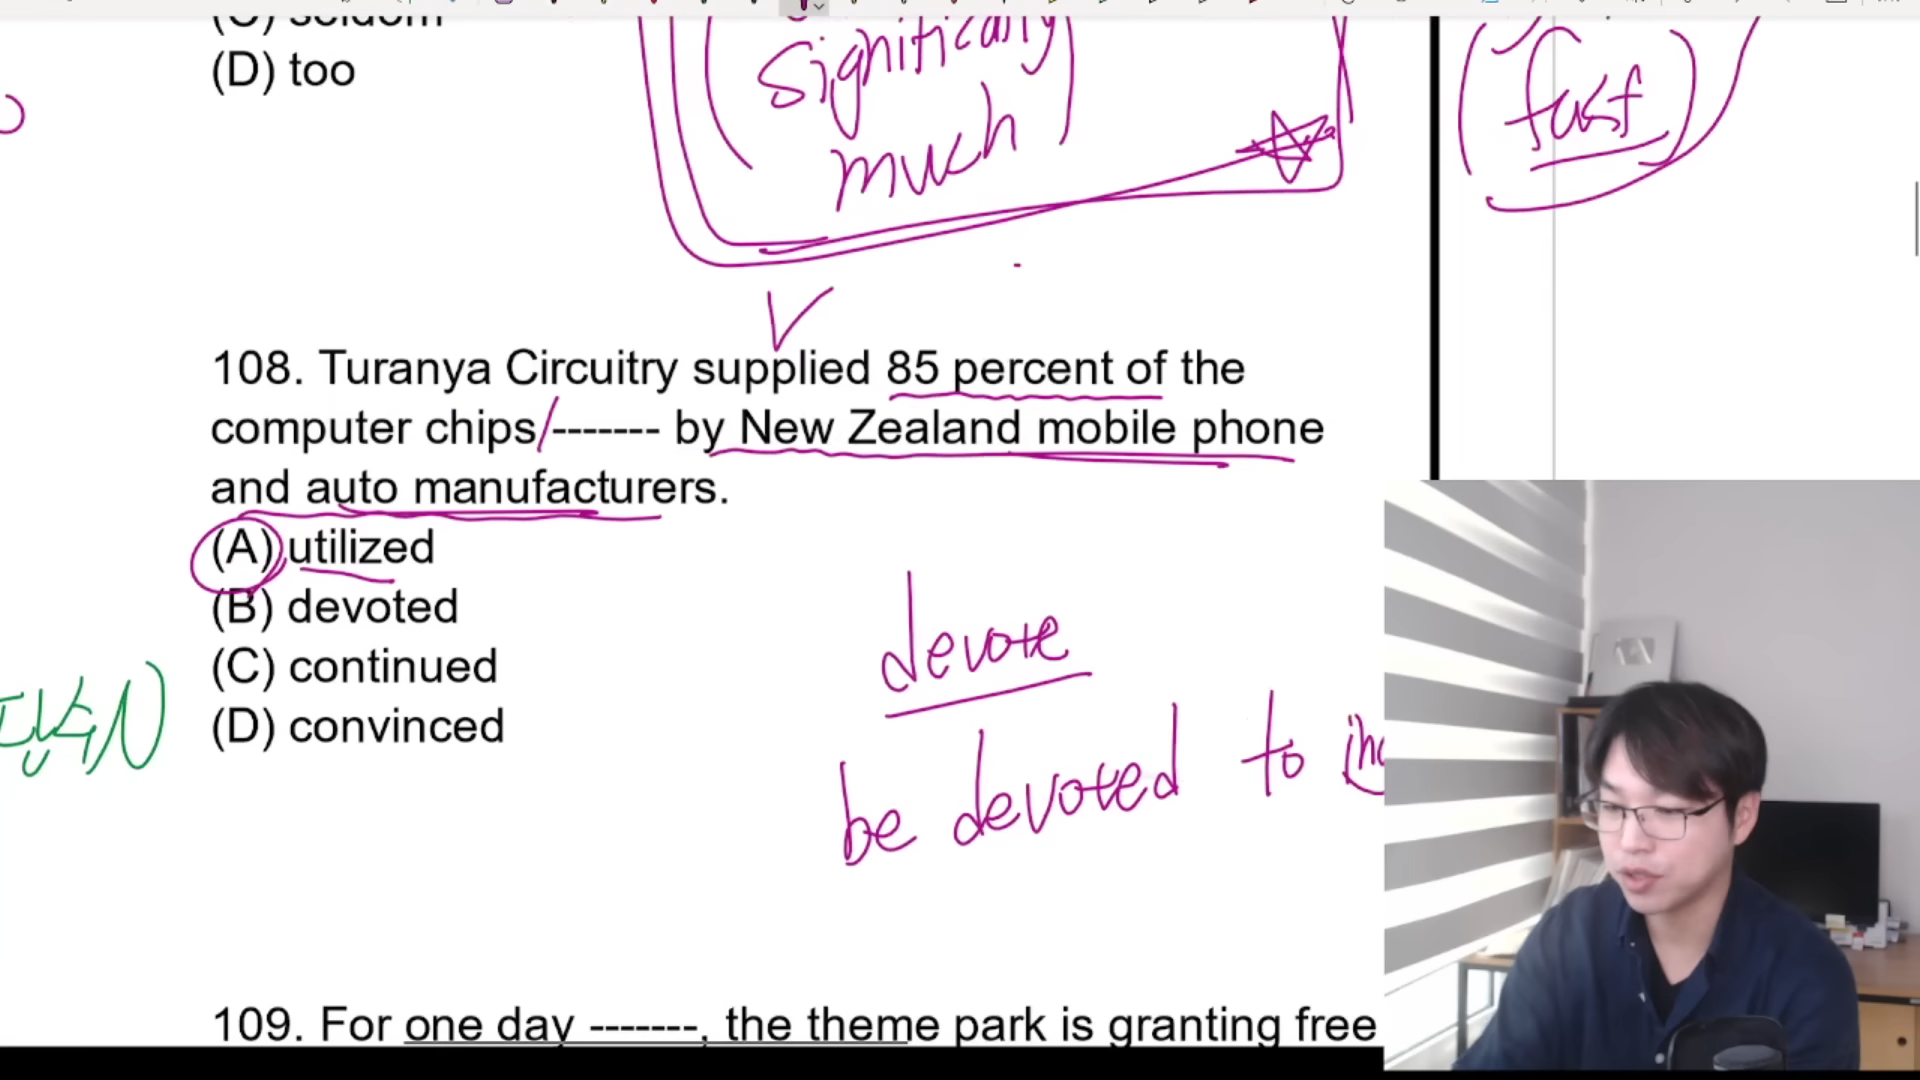 (C) seldom
(D) too
significantly
much
fast
108. Turanya Circuitry supplied 85 percent of the
computer chips/------- by New Zealand mobile phone
and auto manufacturers.
(A) utilized
(B) devoted
(C) continued
(D) convinced
devote
be devoted to
109. For one day -------, the theme park is granting free